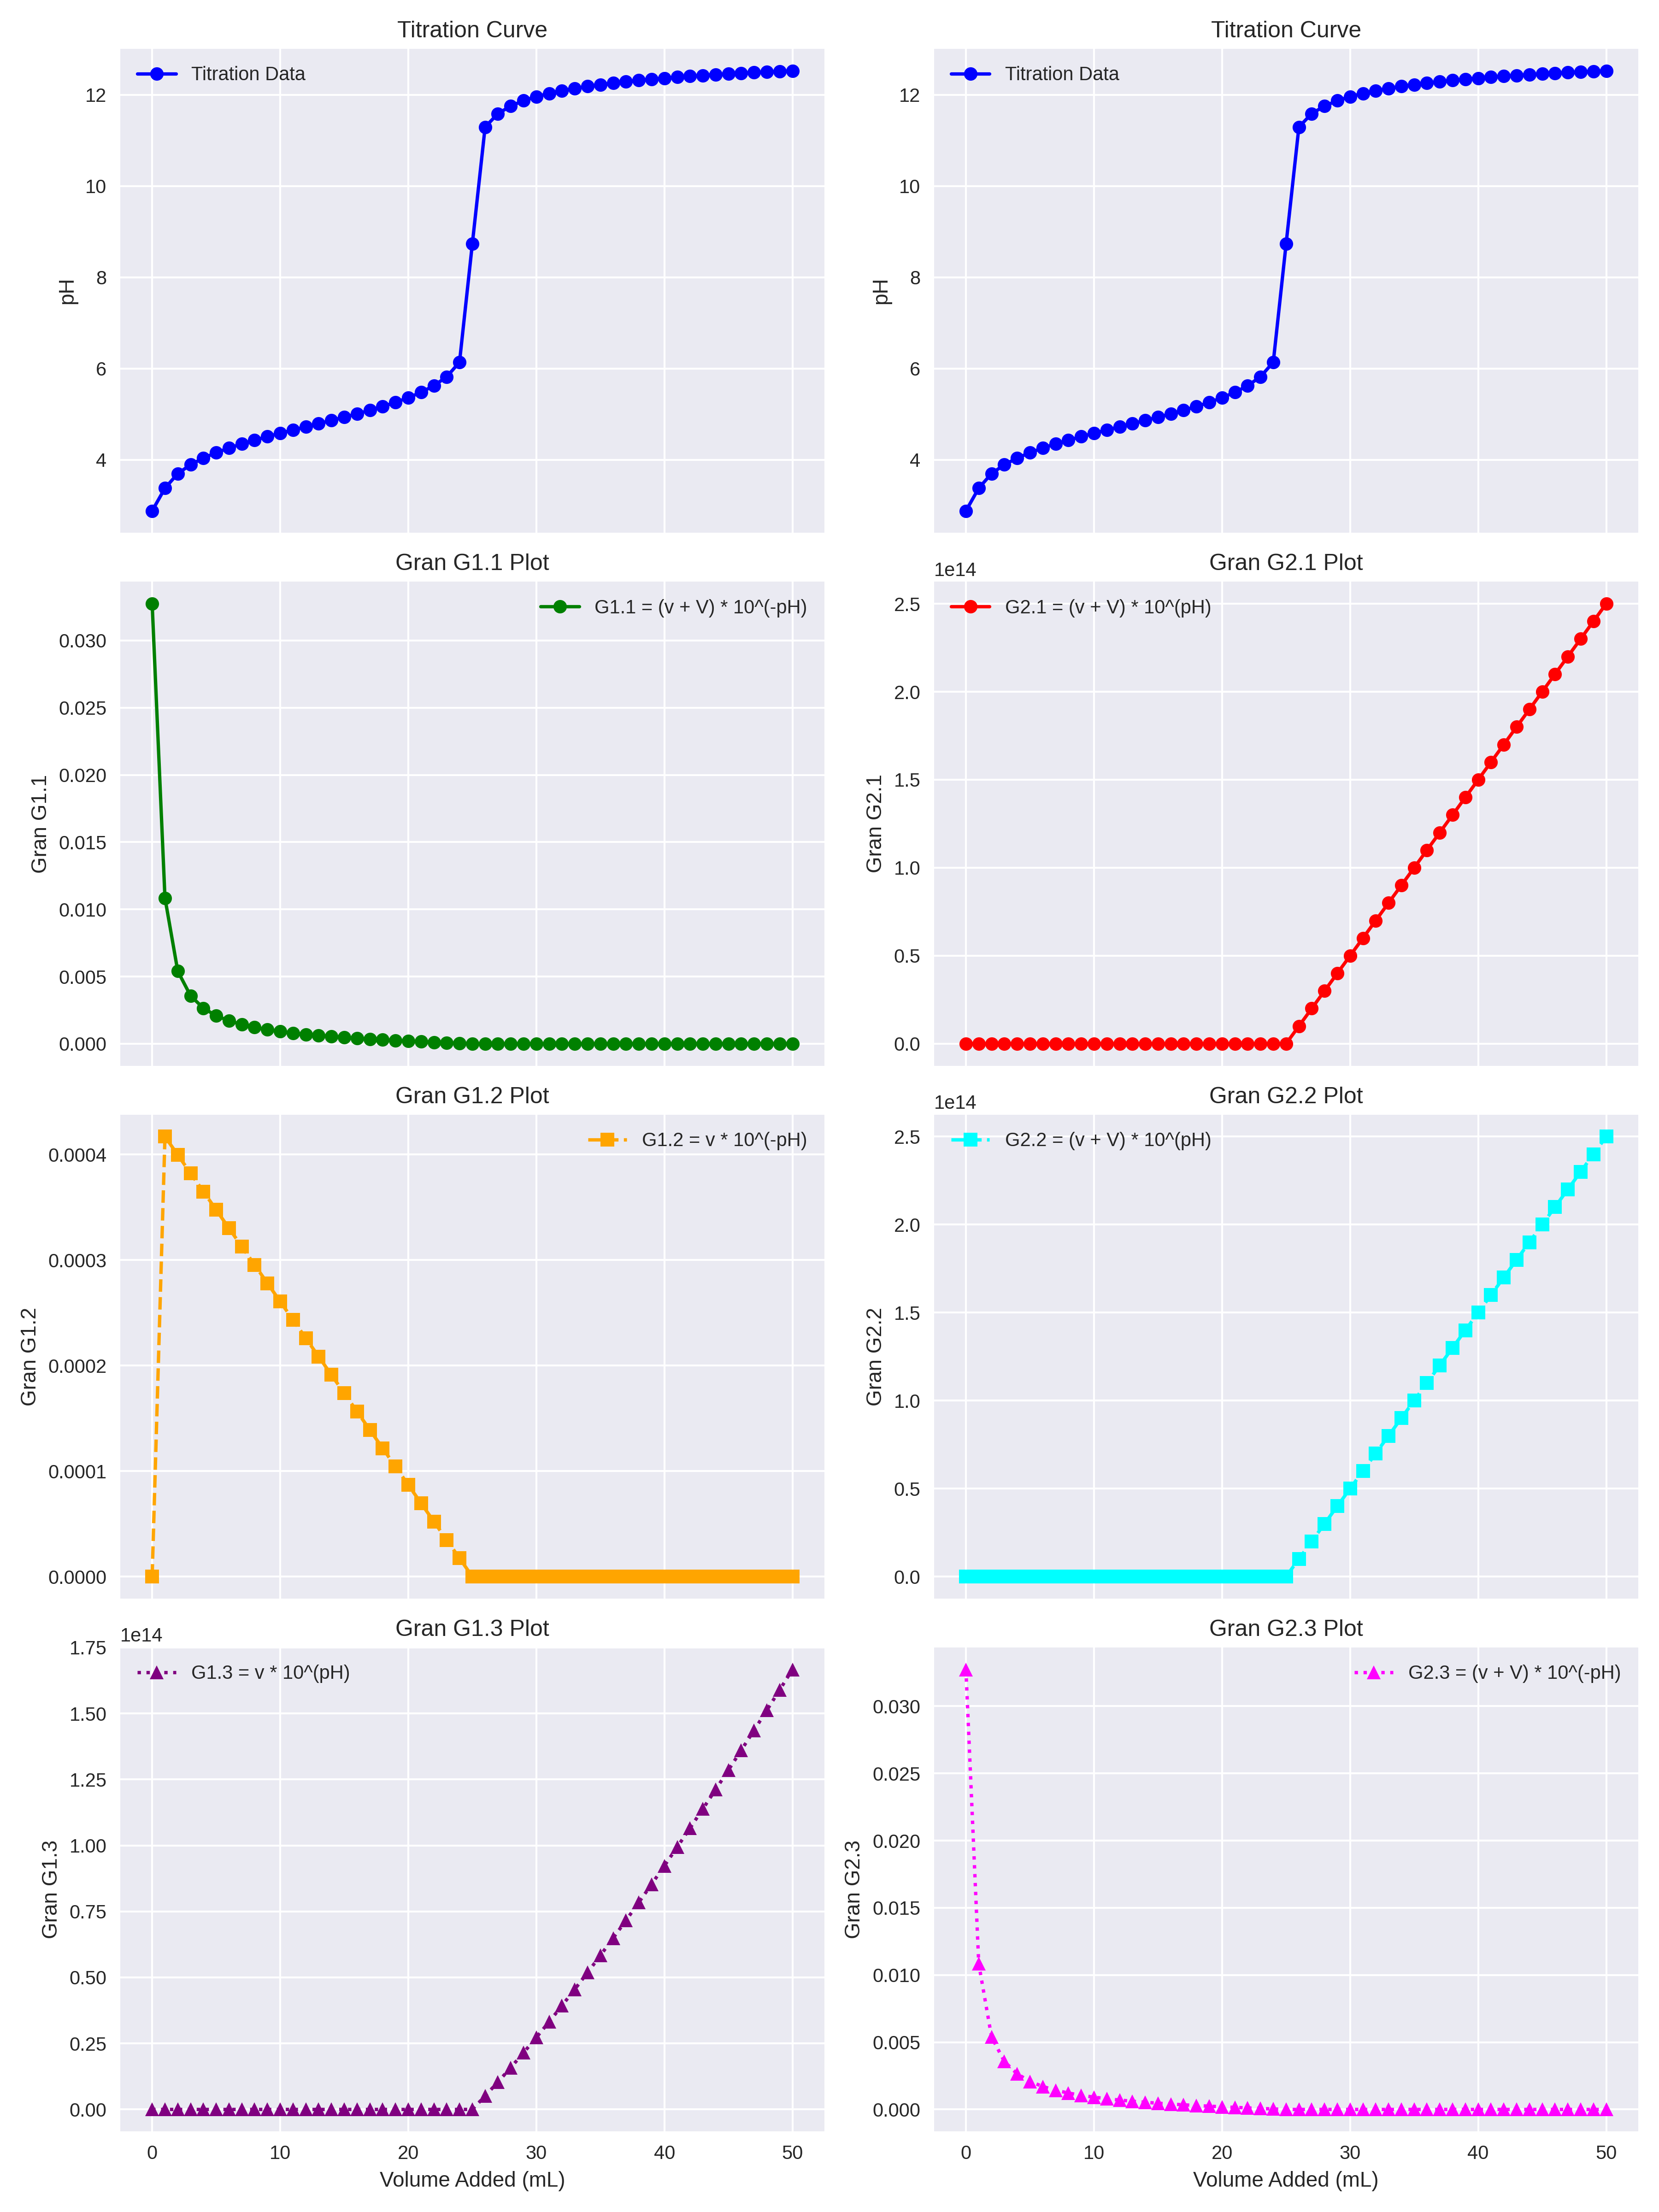 Titration Curve
Titration Data
12
10
8
6
4
pH
Titration Curve
Titration Data
12
10
8
6
4
pH
Gran G1.1 Plot
G1.1 = (v + V) * 10^(-pH)
0.030
0.025
0.020
0.015
0.010
0.005
0.000
Gran G1.1
Gran G2.1 Plot
1e14
G2.1 = (v + V) * 10^(pH)
2.5
2.0
1.5
1.0
0.5
0.0
Gran G2.1
Gran G1.2 Plot
G1.2 = v * 10^(-pH)
0.0004
0.0003
0.0002
0.0001
0.0000
Gran G1.2
Gran G2.2 Plot
1e14
G2.2 = (v + V) * 10^(pH)
2.5
2.0
1.5
1.0
0.5
0.0
Gran G2.2
Gran G1.3 Plot
1e14
G1.3 = v * 10^(pH)
1.75
1.50
1.25
1.00
0.75
0.50
0.25
0.00
Gran G1.3
0 10 20 30 40 50
Volume Added (mL)
Gran G2.3 Plot
G2.3 = (v + V) * 10^(-pH)
0.030
0.025
0.020
0.015
0.010
0.005
0.000
Gran G2.3
0 10 20 30 40 50
Volume Added (mL)